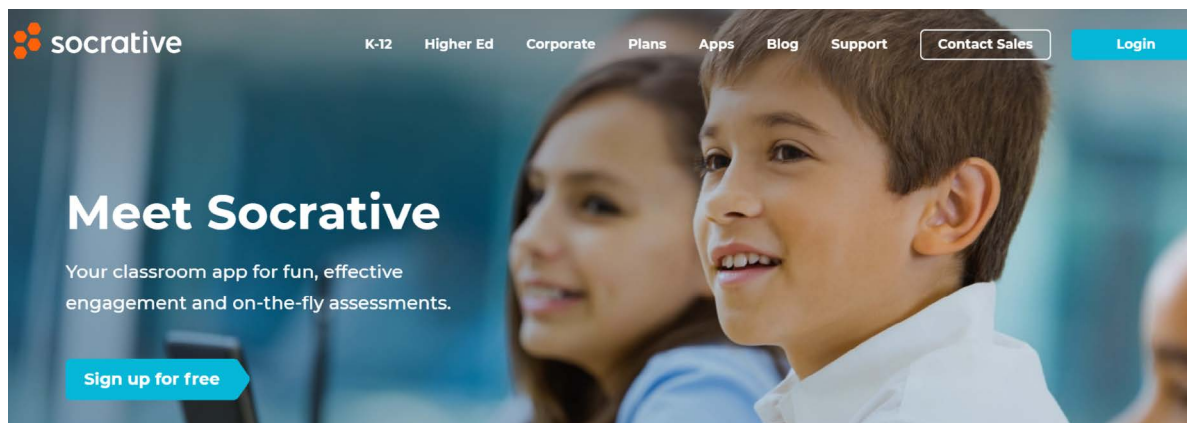 socrative
K-12 Higher Ed Corporate Plans Apps Blog Support Contact Sales Login
Meet Socrative
Your classroom app for fun, effective
engagement and on-the-fly assessments.
Sign up for free